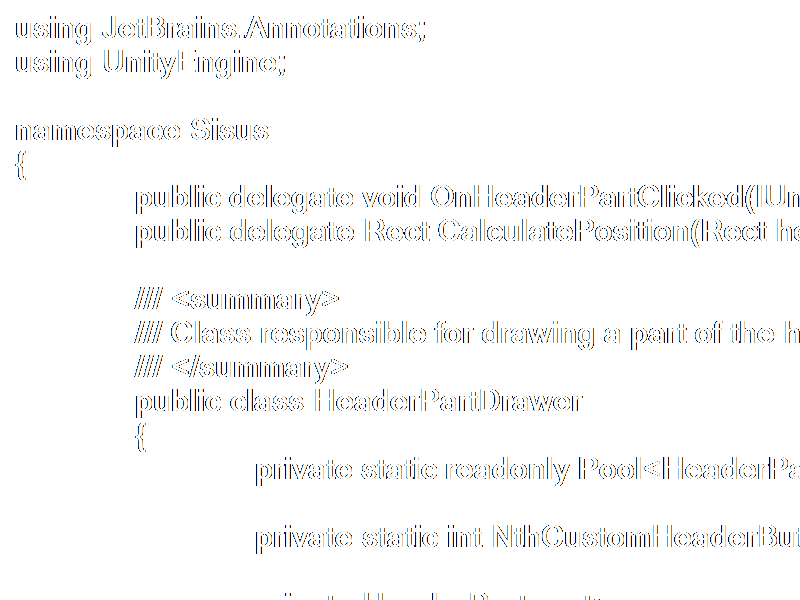 using JetBrains.Annotations;
using UnityEngine;

namespace Sisus
{
public delegate void OnHeaderPartClicked(IUn
public delegate Rect CalculatePosition(Rect he

/// <summary>
/// Class responsible for drawing a part of the h
/// </summary>
public class HeaderPartDrawer
{
private static readonly Pool<HeaderPa

private static int NthCustomHeaderBut